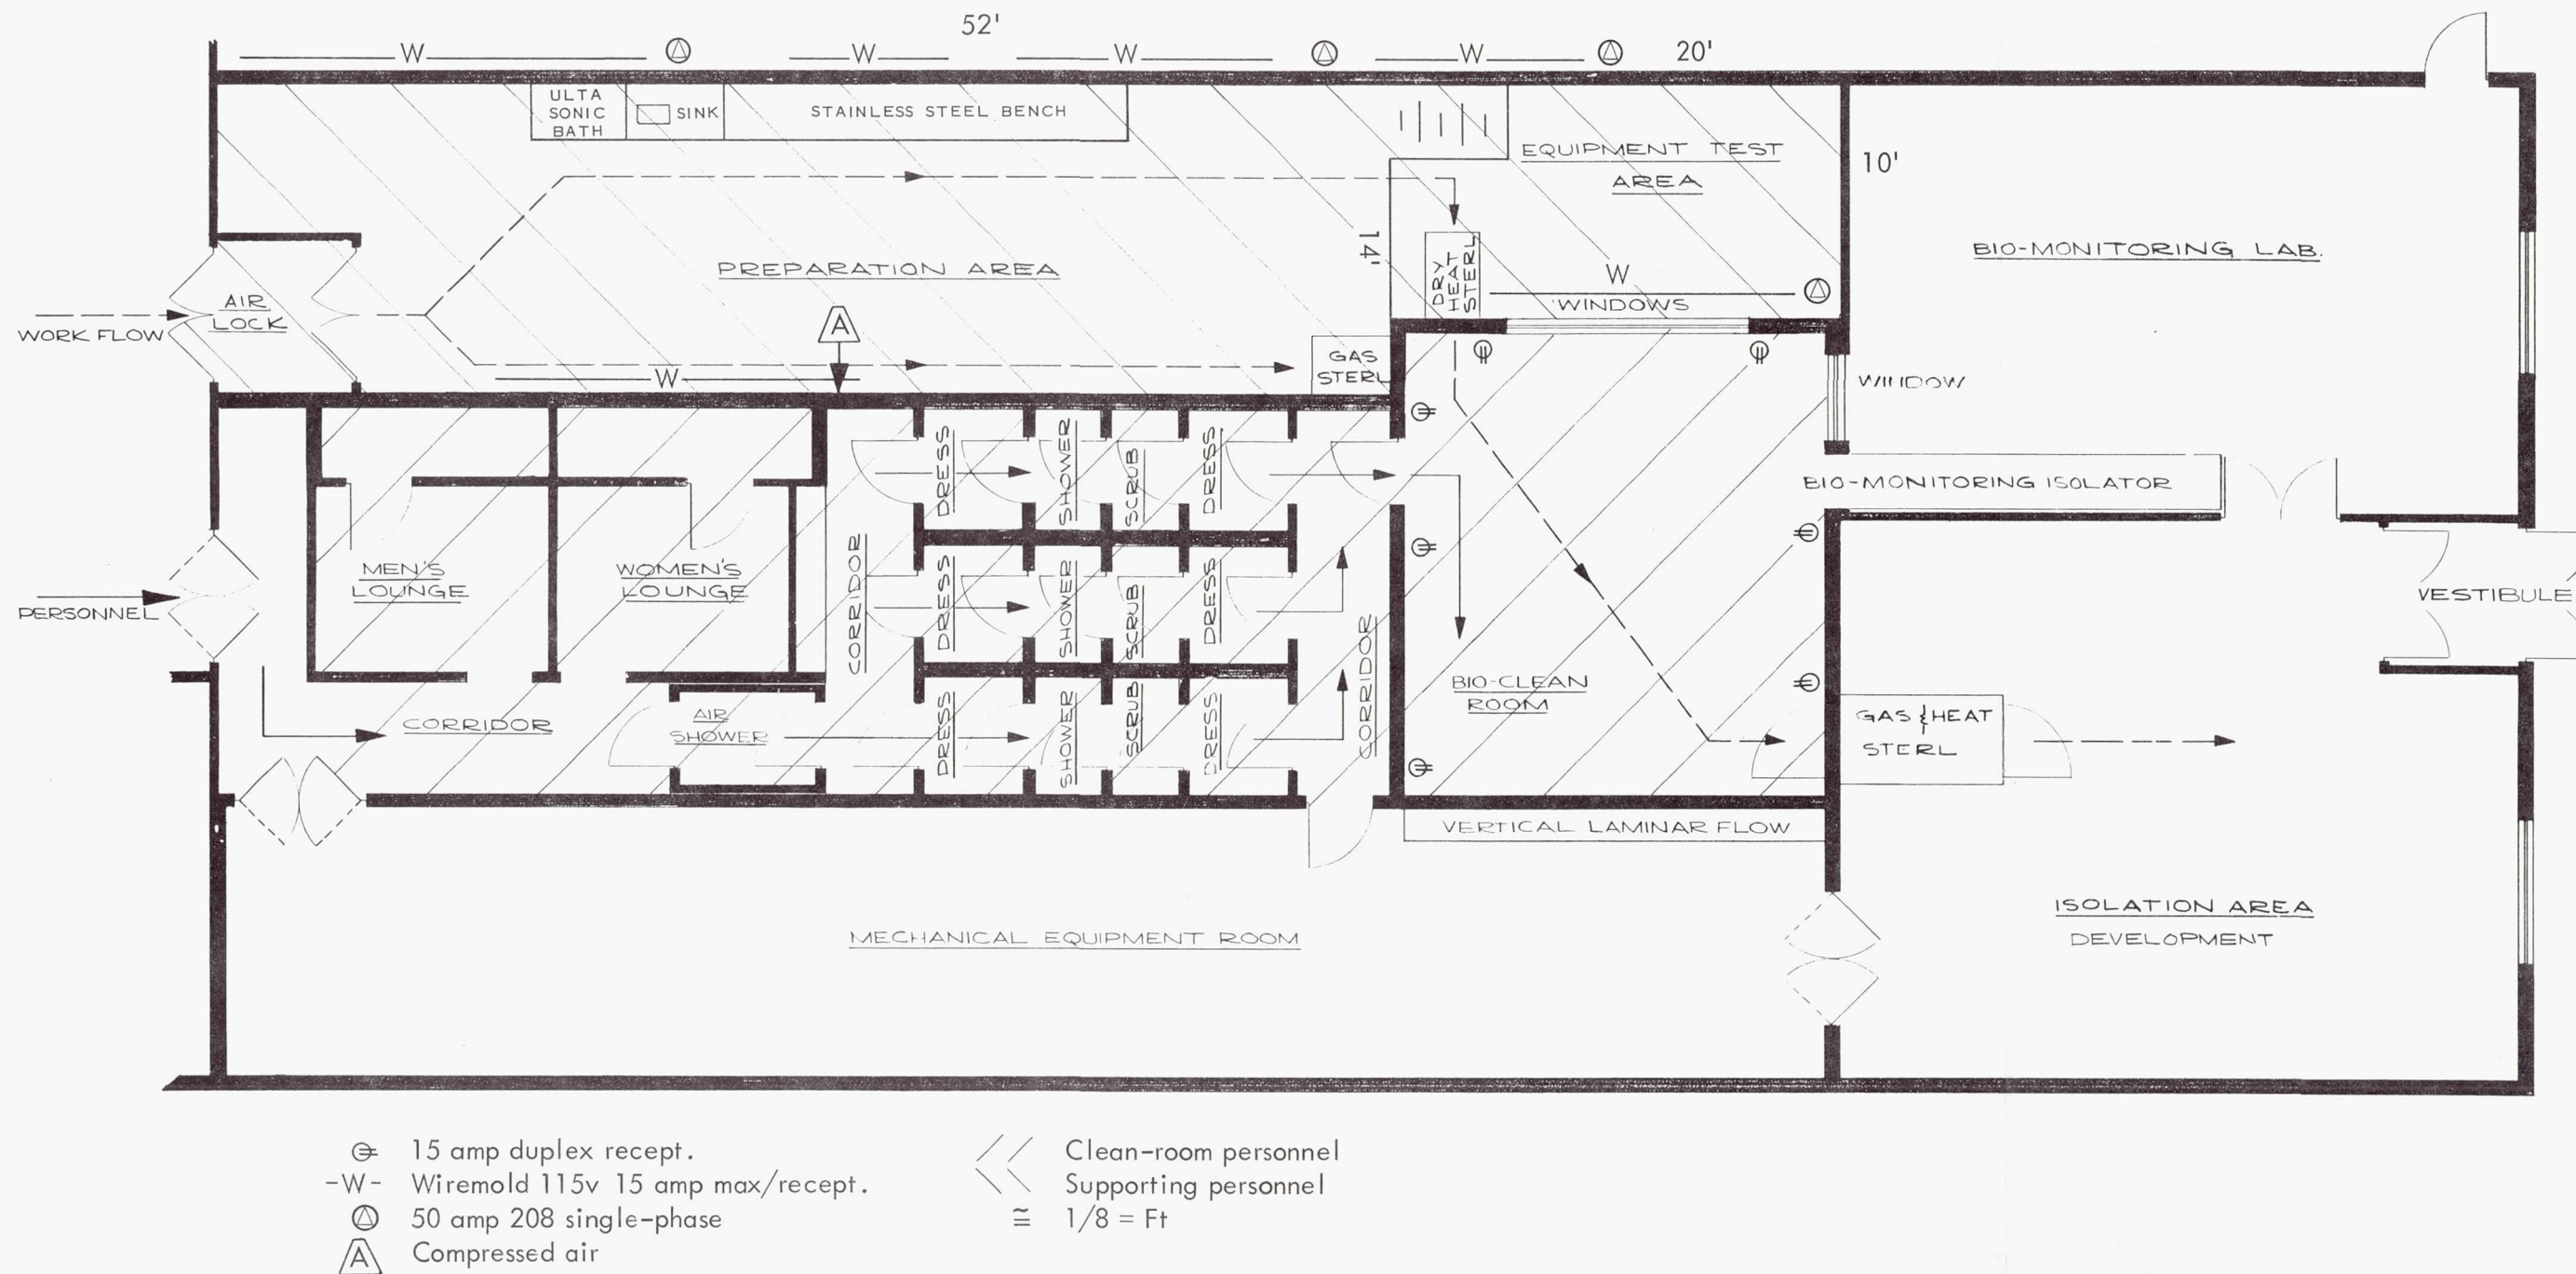 52'
W
W
W
W
20'
ULTA
SONIC
BATH
SINK
STAINLESS STEEL BENCH
EQUIPMENT TEST
AREA
10'
BIO-MONITORING LAB.
14'
PREPARATION AREA
DRY
HEAT
STERL
W
WINDOWS
AIR
LOCK
WORK FLOW
A
W
GAS
STERL
WINDOW
DRESS
SHOWER
SCRUB
DRESS
BIO-MONITORING ISOLATOR
MEN'S
LOUNGE
WOMEN'S
LOUNGE
CORRIDOR
DRESS
SHOWER
SCRUB
DRESS
VESTIBULE
PERSONNEL
CORRIDOR
BIO-CLEAN
ROOM
CORRIDOR
AIR
SHOWER
DRESS
SHOWER
SCRUB
DRESS
GAS & HEAT
STERL
VERTICAL LAMINAR FLOW
MECHANICAL EQUIPMENT ROOM
ISOLATION AREA
DEVELOPMENT
15 amp duplex recept.
-W- Wiremold 115v 15 amp max/recept.
50 amp 208 single-phase
A Compressed air
Clean-room personnel
Supporting personnel
≅ 1/8 = Ft